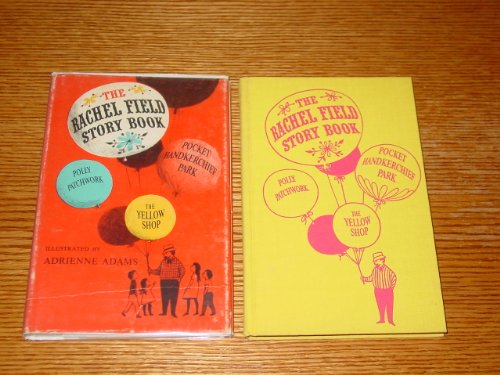 THE
RACHEL FIELD
STORY BOOK
POLLY
PATCHWORK
POCKET
HANDKERCHIEF
PARK
THE
YELLOW
SHOP
ILLUSTRATED BY
ADRIENNE ADAMS
THE
RACHEL FIELD
STORY BOOK
POLLY
PATCHWORK
POCKET
HANDKERCHIEF
PARK
THE
YELLOW
SHOP